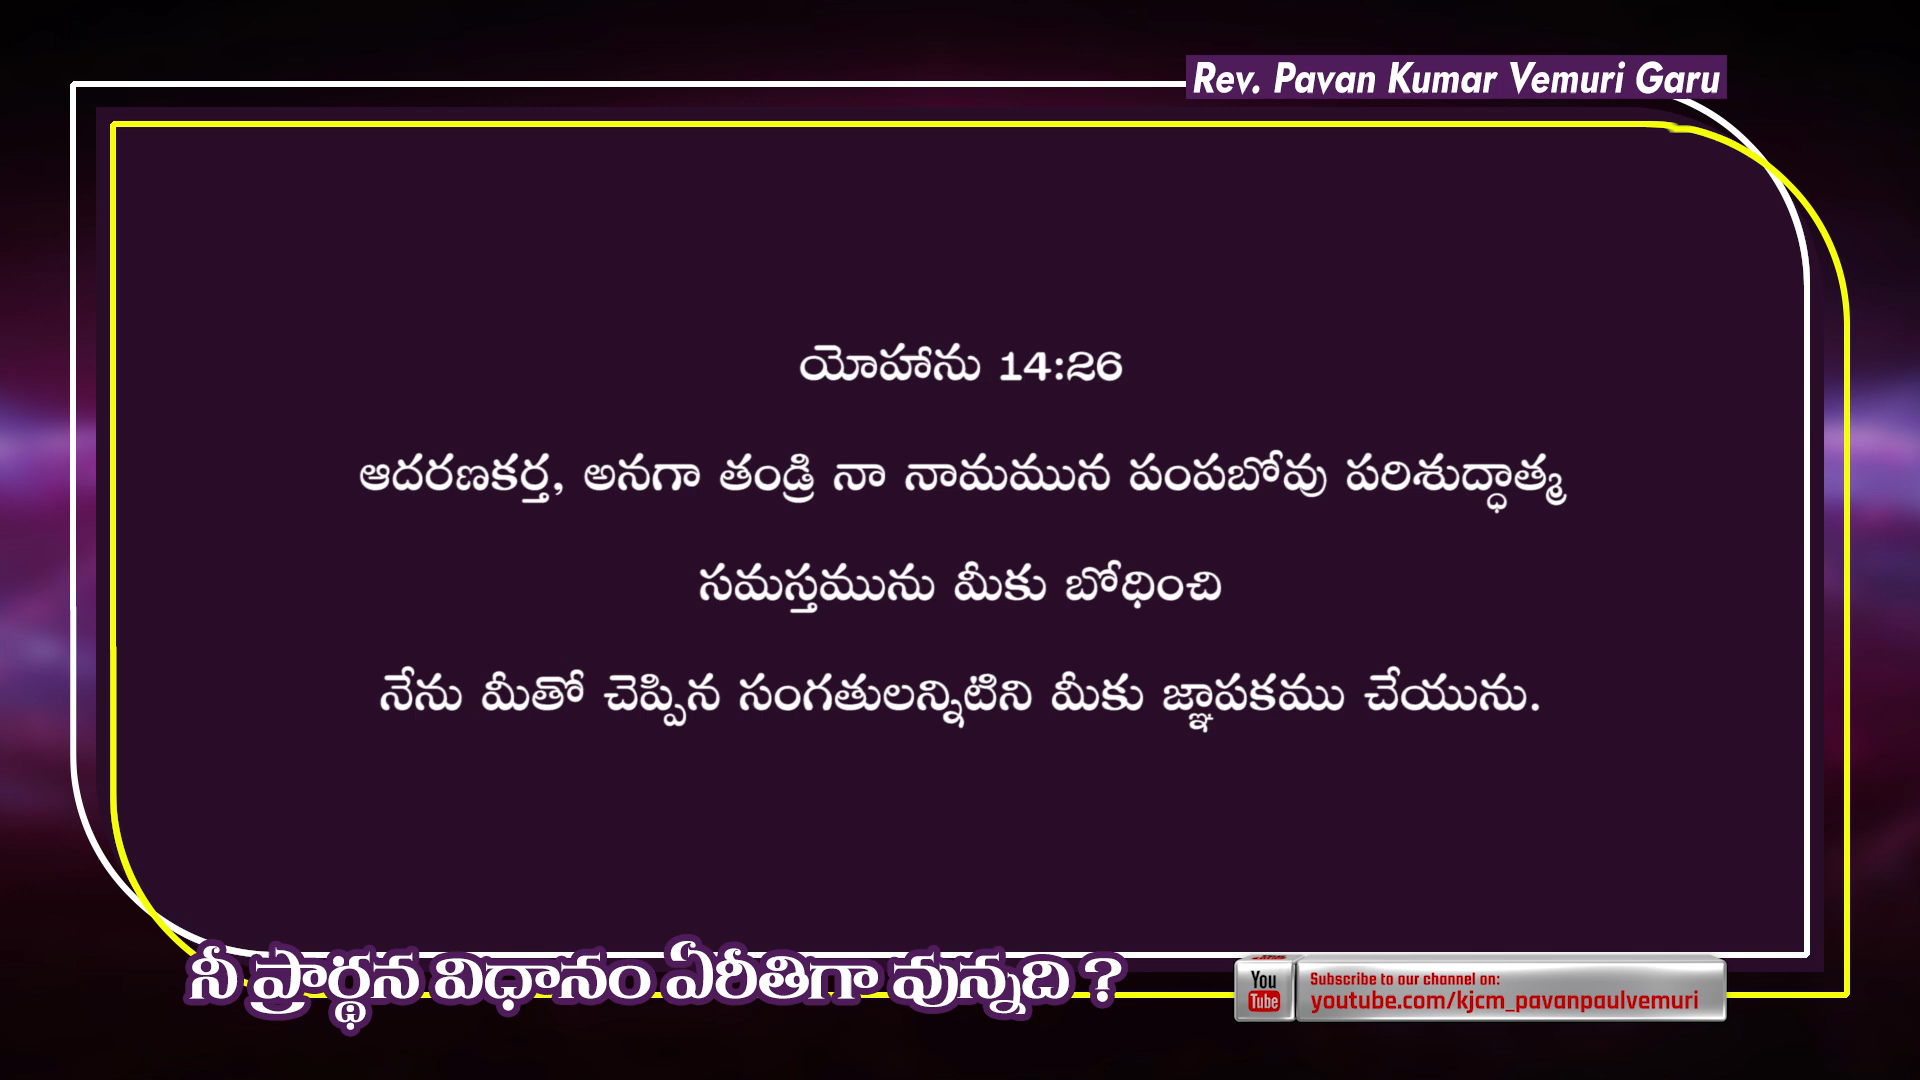 Rev. Pavan Kumar Vemuri Garu
యోహాను 14:26
ఆదరణకర్త, అనగా తండ్రి నా నామమున పంపబోవు పరిశుద్ధాత్మ
సమస్తమును మీకు బోధించి
నేను మీతో చెప్పిన సంగతులన్నిటిని మీకు జ్ఞాపకము చేయును.
నీ ప్రార్థన విధానం ఏరీతిగా వున్నది ?
You
Tube
Subscribe to our channel on:
youtube.com/kjcm_pavanpaulvemuri